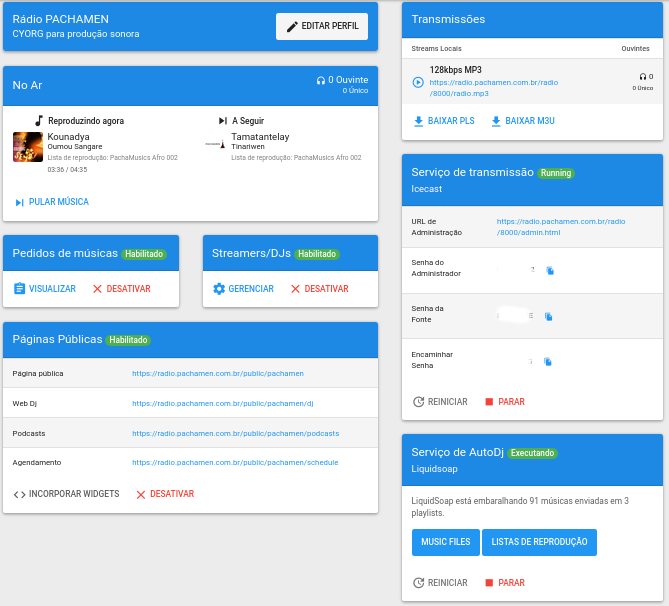 Rádio PACHAMEN
CYORG para produção sonora
EDITAR PERFIL
No Ar
0 Ouvinte
0 Único
Reproduzindo agora
Kounadya
Oumou Sangare
Lista de reprodução: PachaMusics Afro 002
03:36 / 04:35
A Seguir
Tamatantelay
Tinariwen
Lista de reprodução: PachaMusics Afro 002
PULAR MÚSICA
Pedidos de músicas Habilitado
VISUALIZAR
DESATIVAR
Streamers/DJs Habilitado
GERENCIAR
DESATIVAR
Páginas Públicas Habilitado
Página pública https://radio.pachamen.com.br/public/pachamen
Web Dj https://radio.pachamen.com.br/public/pachamen/dj
Podcasts https://radio.pachamen.com.br/public/pachamen/podcasts
Agendamento https://radio.pachamen.com.br/public/pachamen/schedule
INCORPORAR WIDGETS
DESATIVAR
Transmissões
Streams Locais Ouvintes
128kbps MP3
https://radio.pachamen.com.br/radio
/8000/radio.mp3
0
0 Único
BAIXAR PLS
BAIXAR M3U
Serviço de transmissão Running
Icecast
URL de
Administração
https://radio.pachamen.com.br/radio
/8000/admin.html
Senha do
Administrador
Senha da
Fonte
Encaminhar
Senha
REINICIAR
PARAR
Serviço de AutoDj Executando
Liquidsoap
LiquidSoap está embaralhando 91 músicas enviadas em 3
playlists.
MUSIC FILES
LISTAS DE REPRODUÇÃO
REINICIAR
PARAR